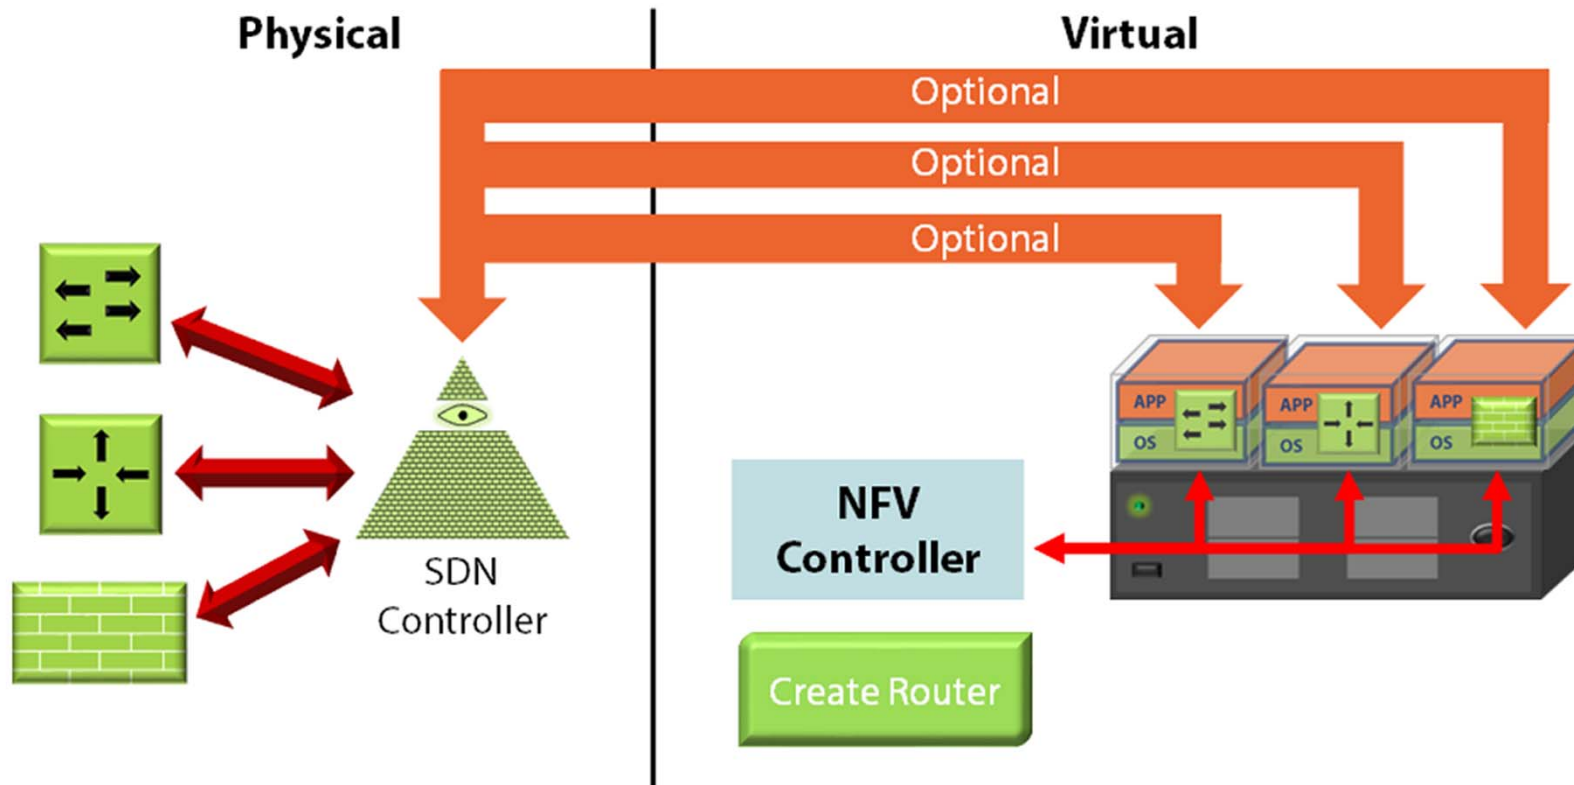 Physical
Virtual
Optional
Optional
Optional
APP
OS
APP
OS
APP
OS
SDN
Controller
NFV
Controller
Create Router